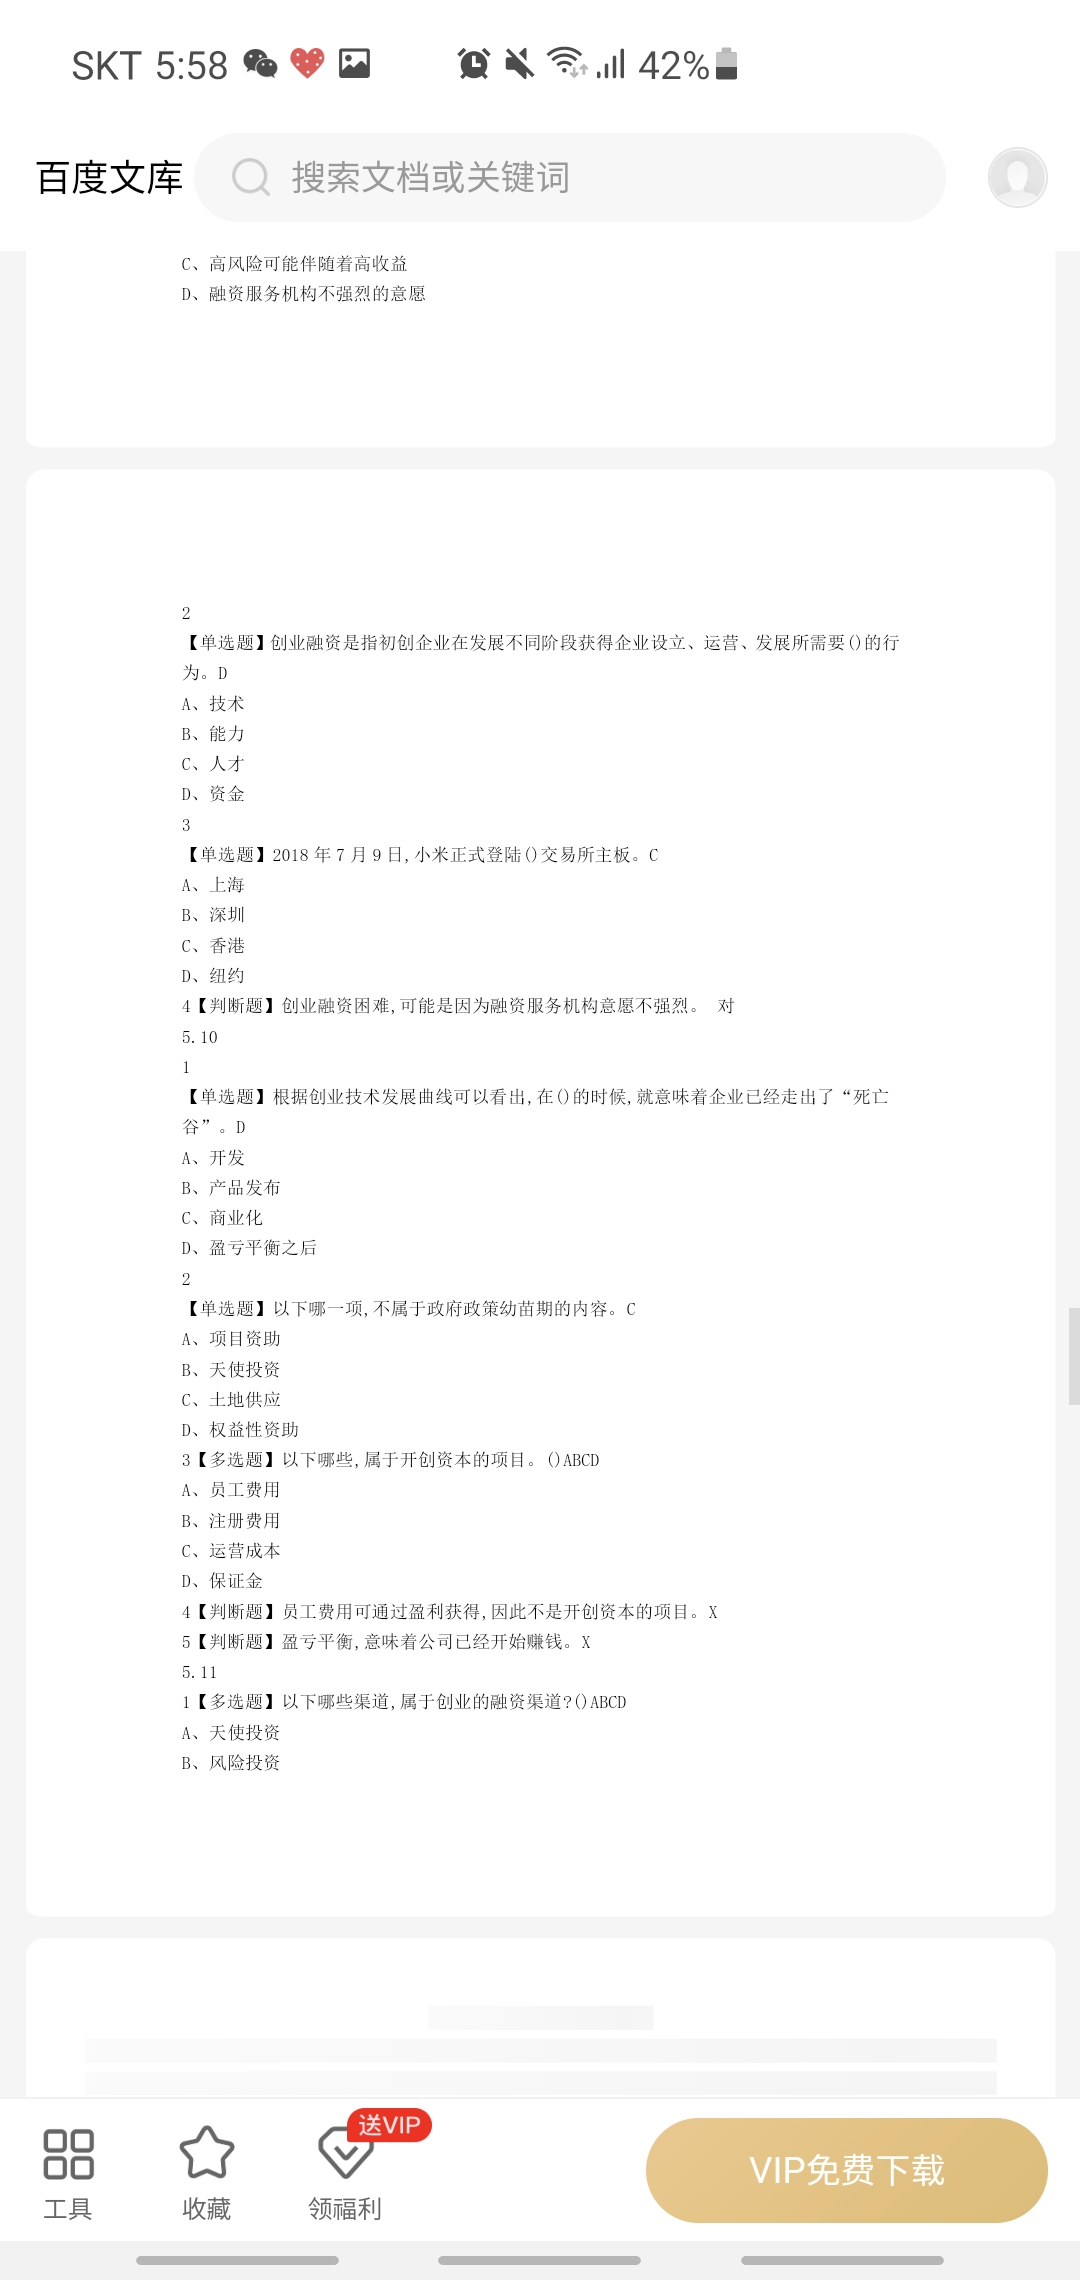 SKT 5:58 42%
百度文库 搜索文档或关键词
C、高风险可能伴随着高收益
D、融资服务机构不强烈的意愿
2
【单选题】创业融资是指初创企业在发展不同阶段获得企业设立、运营、发展所需要()的行
为。D
A、技术
B、能力
C、人才
D、资金
3
【单选题】2018 年 7 月 9 日,小米正式登陆()交易所主板。C
A、上海
B、深圳
C、香港
D、纽约
4【判断题】创业融资困难,可能是因为融资服务机构意愿不强烈。 对
5.10
1
【单选题】根据创业技术发展曲线可以看出,在()的时候,就意味着企业已经走出了“死亡
谷”。D
A、开发
B、产品发布
C、商业化
D、盈亏平衡之后
2
【单选题】以下哪一项,不属于政府政策幼苗期的内容。C
A、项目资助
B、天使投资
C、土地供应
D、权益性资助
3【多选题】以下哪些,属于开创资本的项目。()ABCD
A、员工费用
B、注册费用
C、运营成本
D、保证金
4【判断题】员工费用可通过盈利获得,因此不是开创资本的项目。X
5【判断题】盈亏平衡,意味着公司已经开始赚钱。X
5.11
1【多选题】以下哪些渠道,属于创业的融资渠道?()ABCD
A、天使投资
B、风险投资
送VIP
工具 收藏 领福利 VIP免费下载